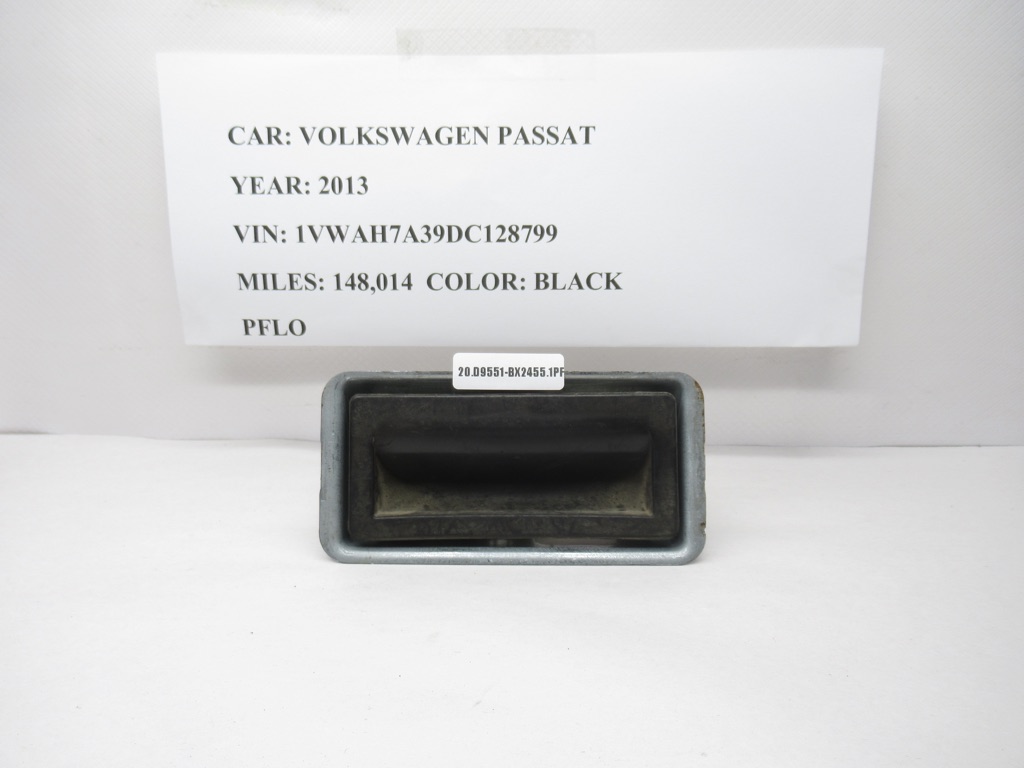 CAR: VOLKSWAGEN PASSAT
YEAR: 2013
VIN: 1VWAH7A39DC128799
MILES: 148,014 COLOR: BLACK
PFLO
20.D9551-BX2455.1PF